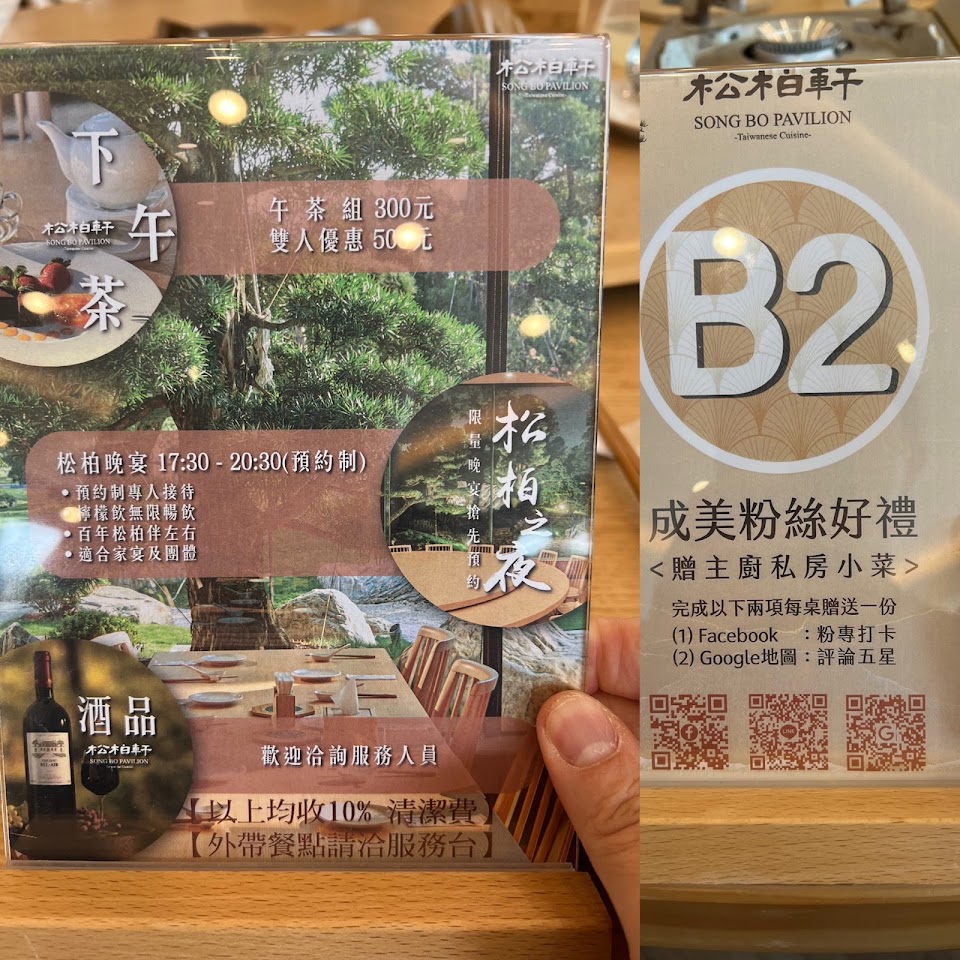 松柏軒
SONG BO PAVILION
-Taiwanese Cuisine-
下午茶
松柏軒
SONG BO PAVILION
午茶組 300元
雙人優惠 500元
松柏之夜
限量晚宴搶先預約
松柏晚宴 17:30 - 20:30(預約制)
• 預約制專人接待
• 檸檬飲無限暢飲
• 百年松柏伴左右
• 適合家宴及團體
酒品
松柏軒
SONG BO PAVILION
歡迎洽詢服務人員
【以上均收10% 清潔費】
【外帶餐點請洽服務台】
松柏軒
SONG BO PAVILION
-Taiwanese Cuisine-
B2
成美粉絲好禮
<贈主廚私房小菜>
完成以下兩項每桌贈送一份
(1) Facebook ：粉專打卡
(2) Google地圖：評論五星
LINE
G